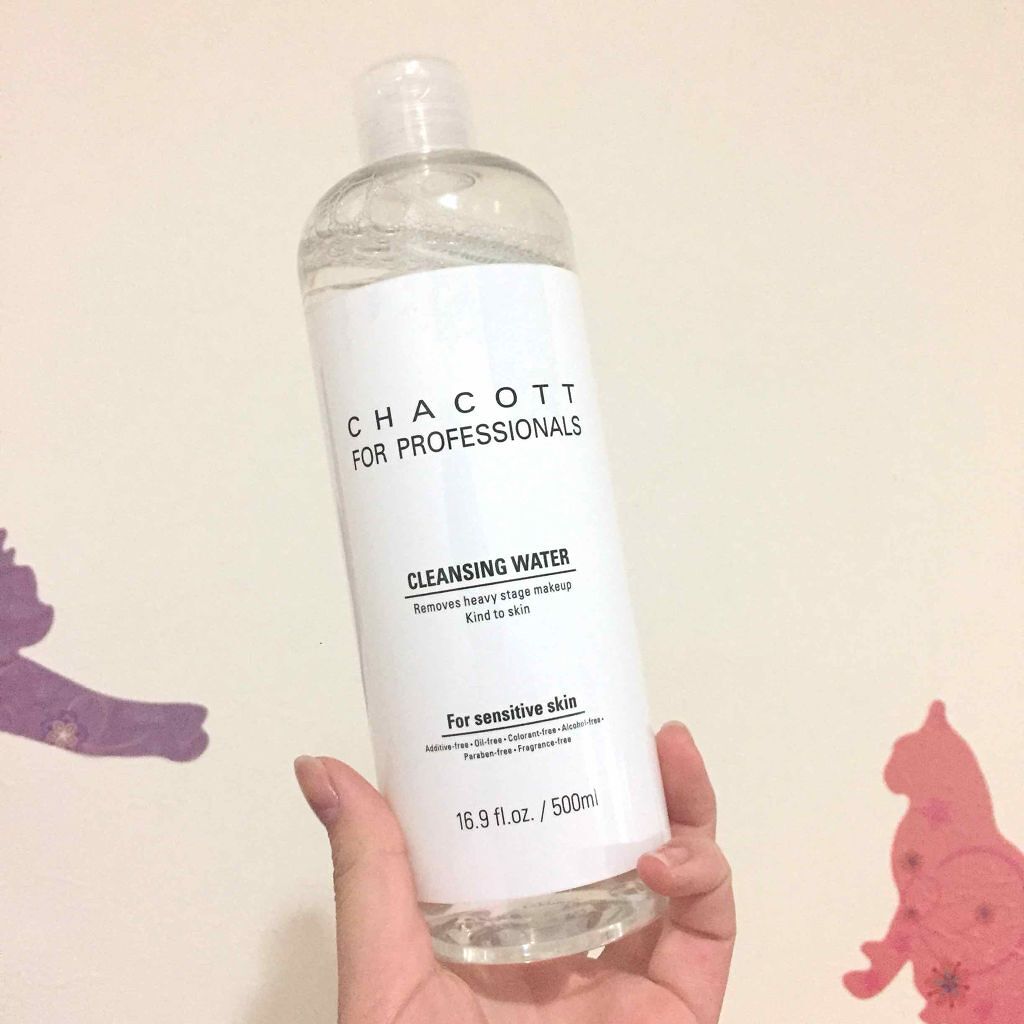 CHACOTT
FOR PROFESSIONALS
CLEANSING WATER
Removes heavy stage makeup
Kind to skin
For sensitive skin
Additive-free • Oil-free • Colorant-free • Alcohol-free •
Paraben-free • Fragrance-free
16.9 fl.oz. / 500ml